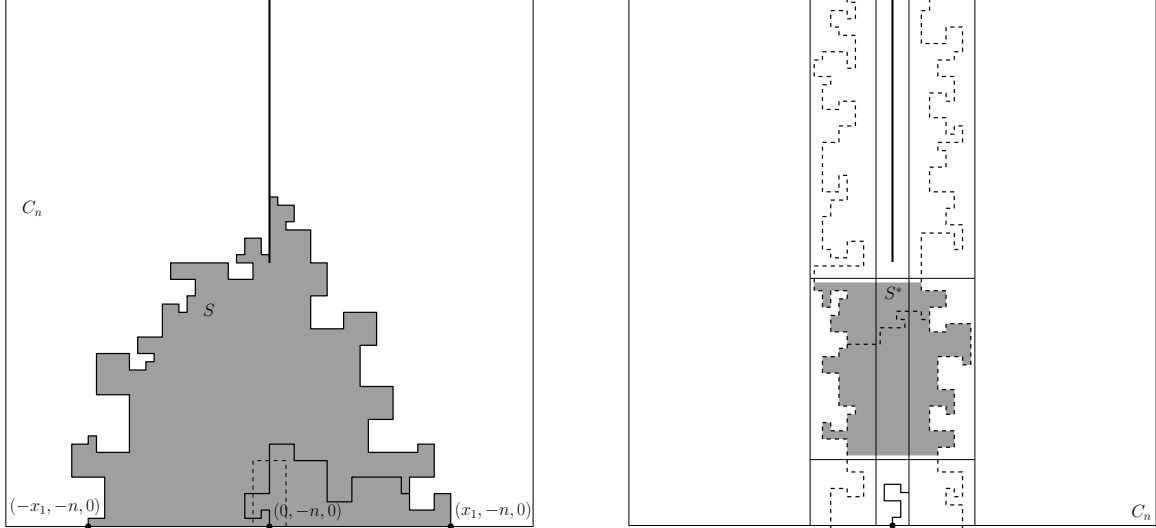 C_n
S
(-x_1, -n, 0)
(0, -n, 0)
(x_1, -n, 0)
S*
C_n